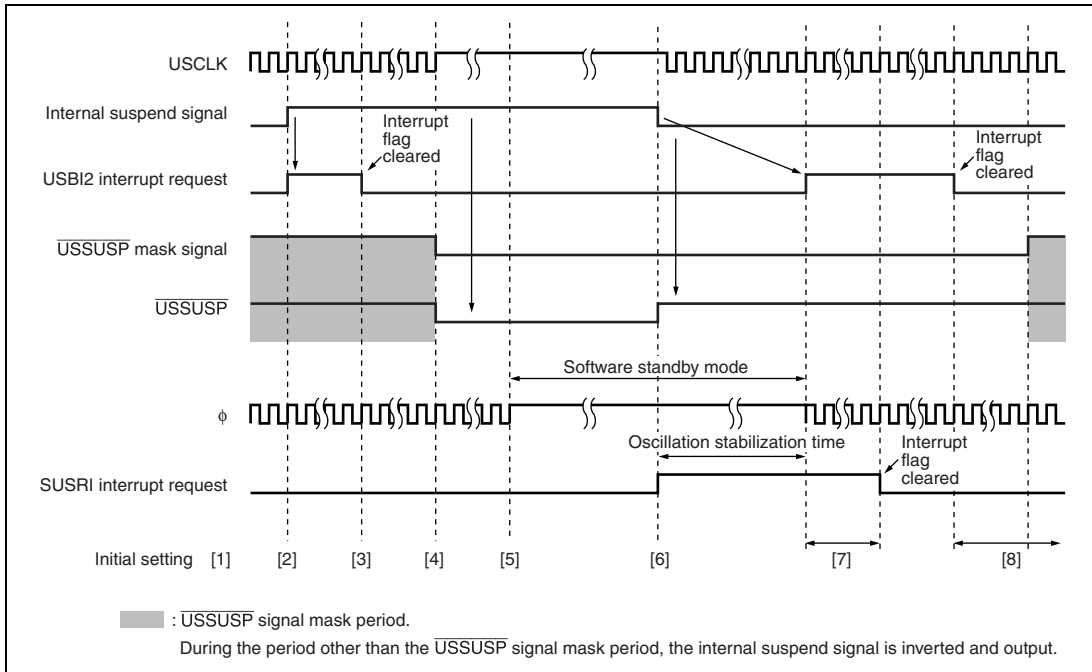 USCLK
Internal suspend signal
Interrupt
flag
cleared
Interrupt
flag
cleared
USBI2 interrupt request
USSUSP mask signal
USSUSP
Software standby mode
ϕ
Oscillation stabilization time
Interrupt
flag
cleared
SUSRI interrupt request
Initial setting [1] [2] [3] [4] [5] [6] [7] [8]
: USSUSP signal mask period.
During the period other than the USSUSP signal mask period, the internal suspend signal is inverted and output.